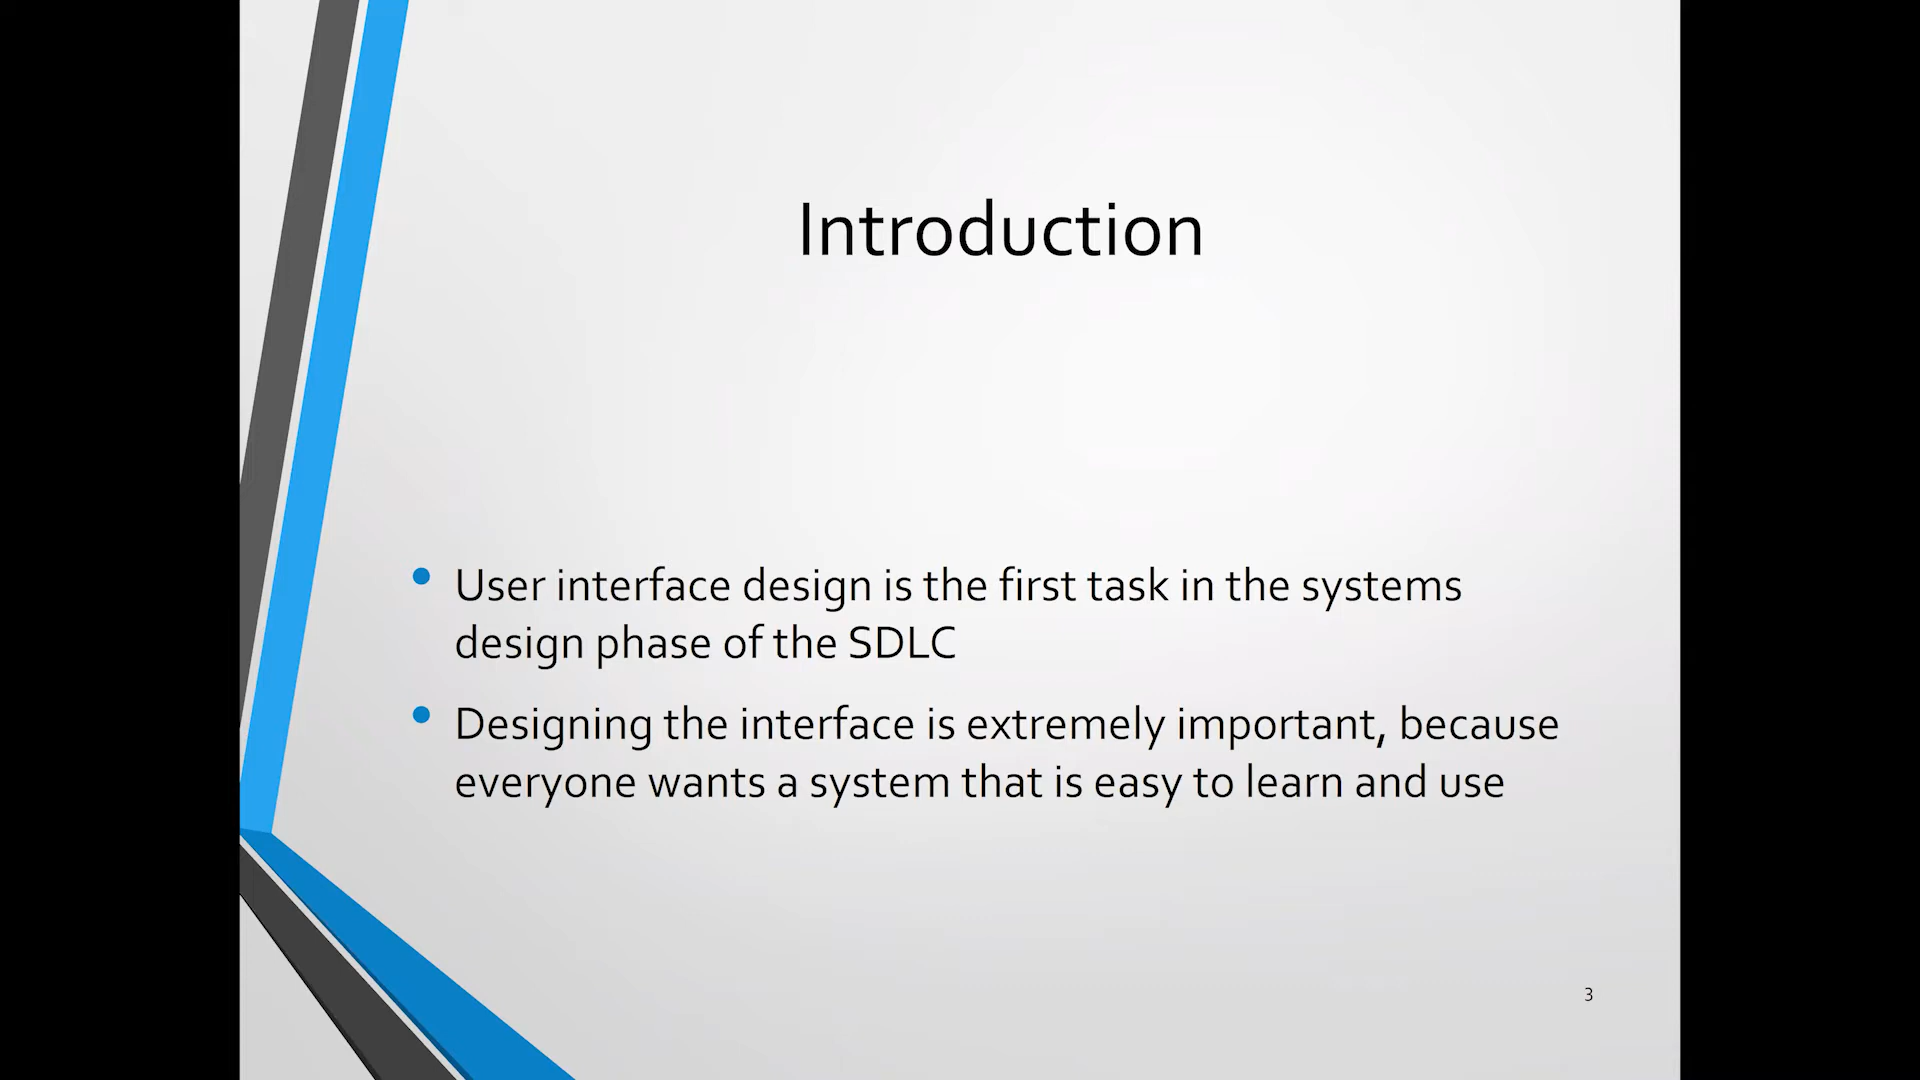 Introduction
• User interface design is the first task in the systems
design phase of the SDLC
• Designing the interface is extremely important, because
everyone wants a system that is easy to learn and use
3